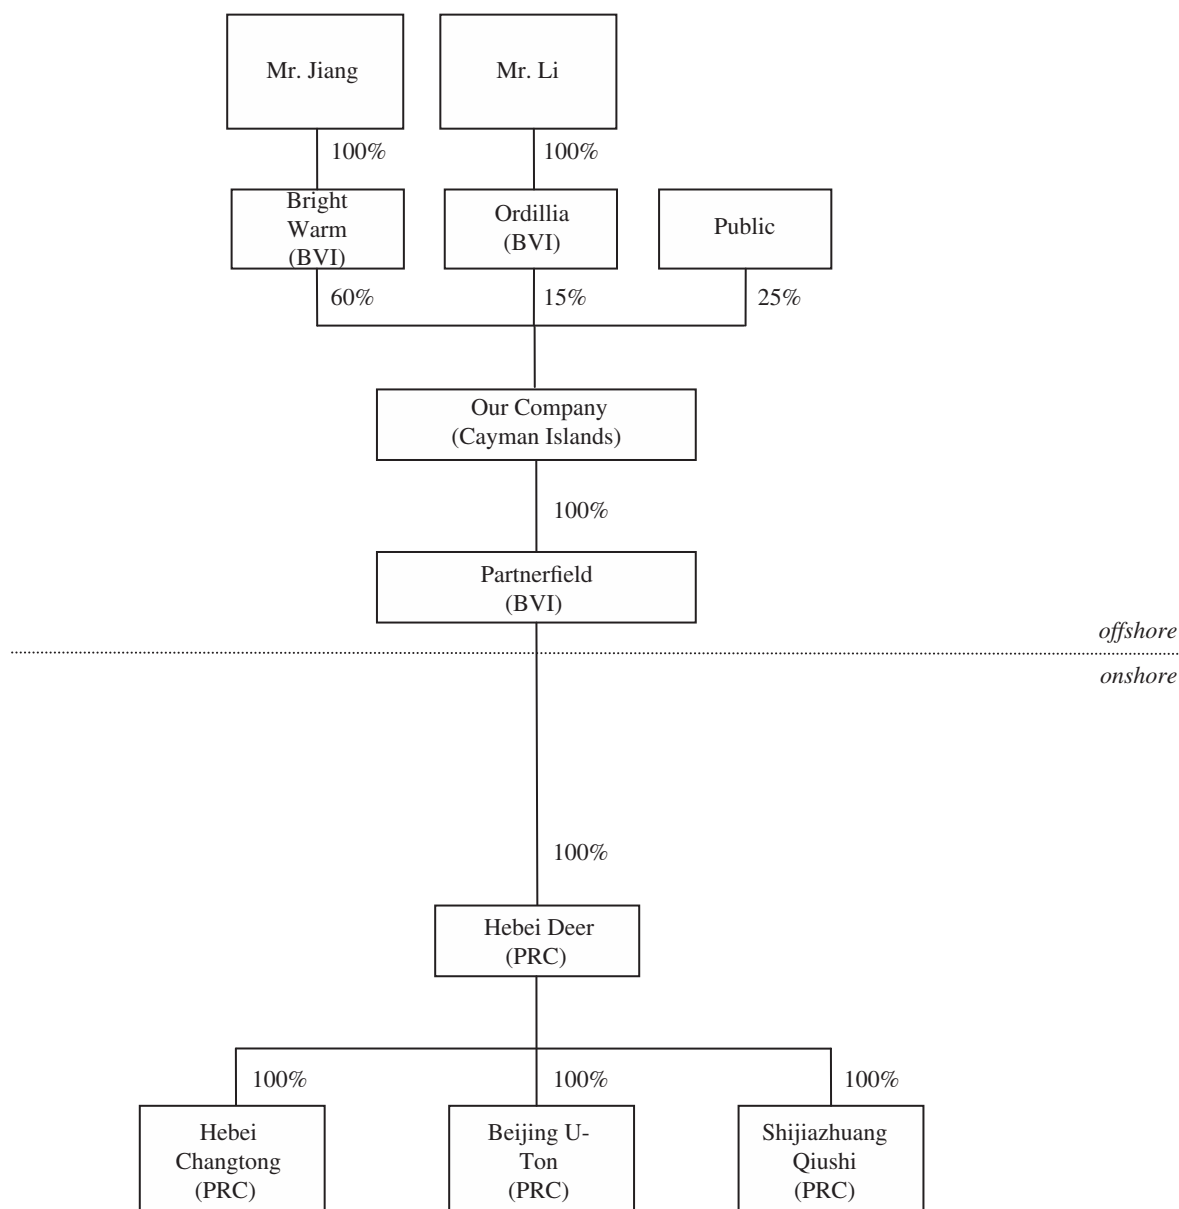 Mr. Jiang
Mr. Li
100%
100%
Bright
Warm
(BVI)
Ordillia
(BVI)
Public
60%
15%
25%
Our Company
(Cayman Islands)
100%
Partnerfield
(BVI)
offshore
onshore
100%
Hebei Deer
(PRC)
100%
100%
100%
Hebei
Changtong
(PRC)
Beijing U-
Ton
(PRC)
Shijiazhuang
Qiushi
(PRC)